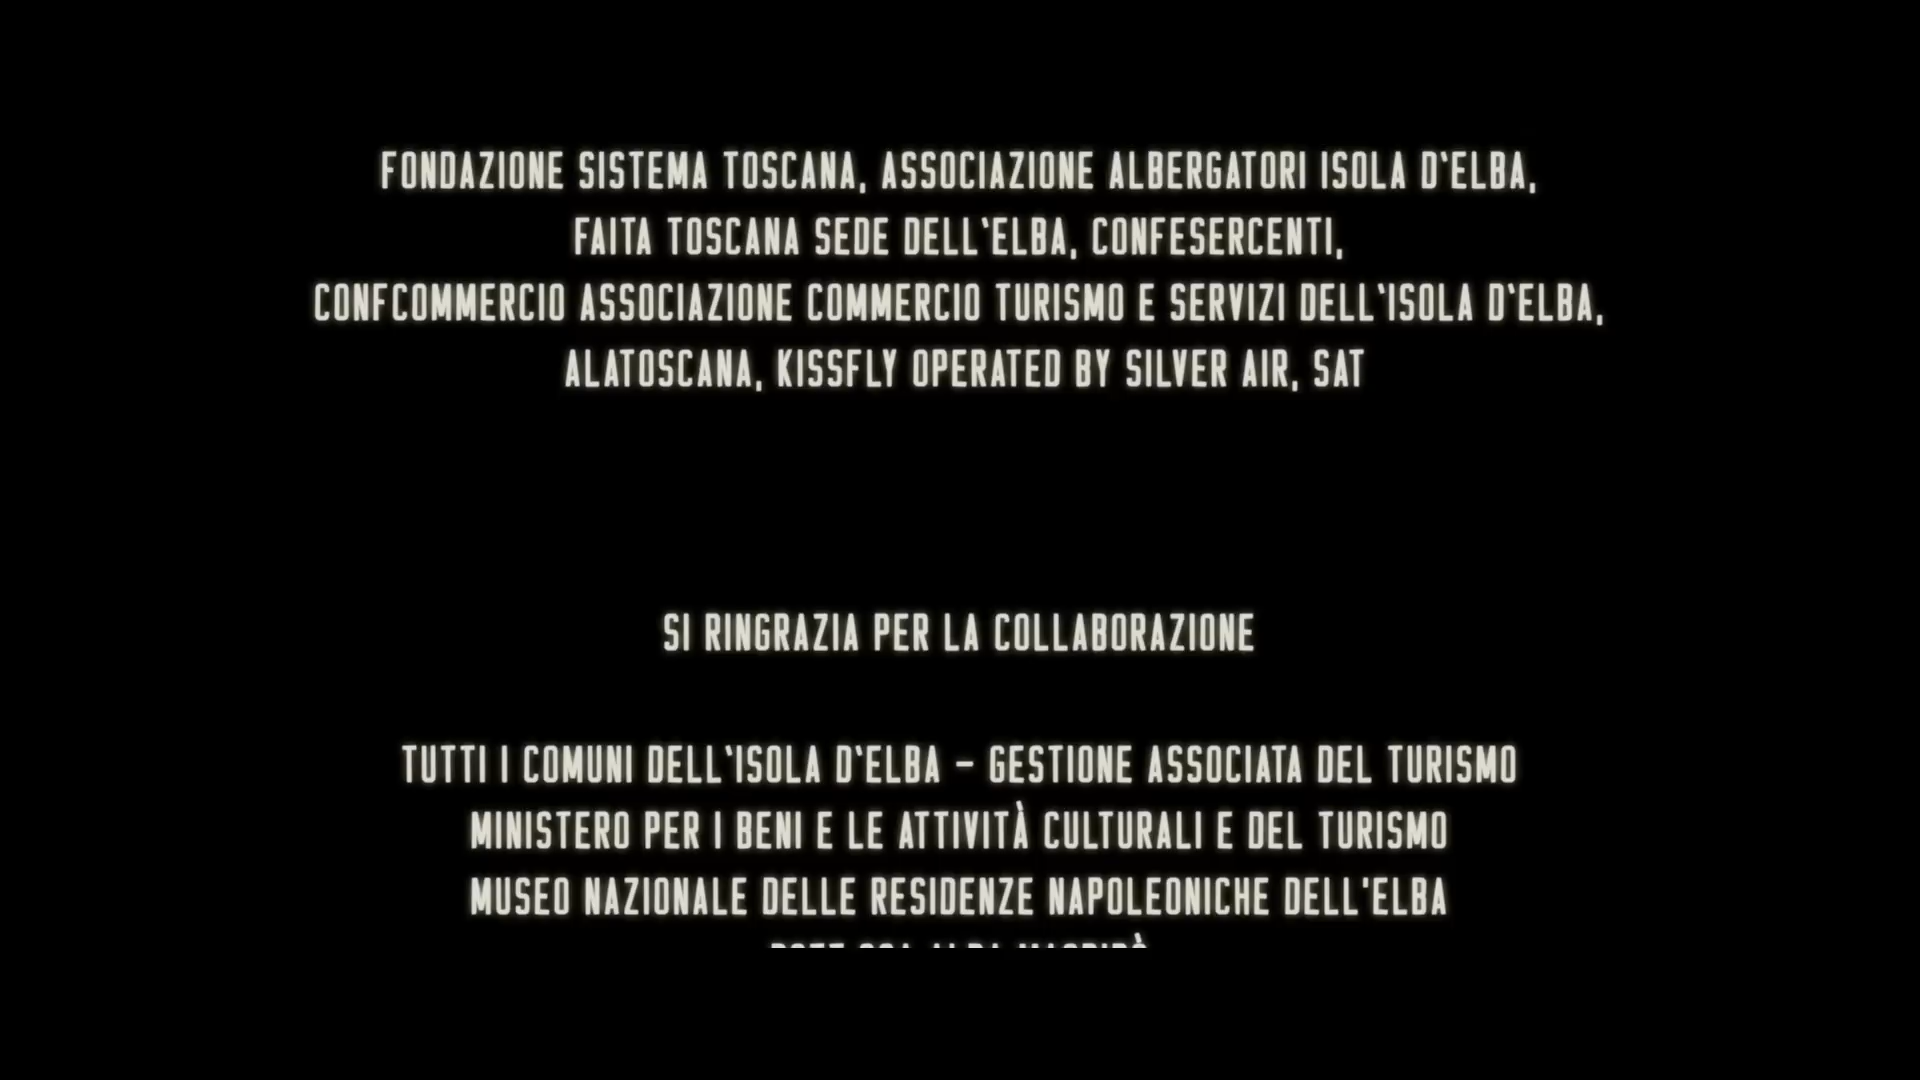 FONDAZIONE SISTEMA TOSCANA, ASSOCIAZIONE ALBERGATORI ISOLA D‘ELBA,
FAITA TOSCANA SEDE DELL‘ELBA, CONFESERCENTI,
CONFCOMMERCIO ASSOCIAZIONE COMMERCIO TURISMO E SERVIZI DELL‘ISOLA D‘ELBA,
ALATOSCANA, KISSFLY OPERATED BY SILVER AIR, SAT
SI RINGRAZIA PER LA COLLABORAZIONE
TUTTI I COMUNI DELL‘ISOLA D‘ELBA – GESTIONE ASSOCIATA DEL TURISMO
MINISTERO PER I BENI E LE ATTIVITÀ CULTURALI E DEL TURISMO
MUSEO NAZIONALE DELLE RESIDENZE NAPOLEONICHE DELL'ELBA